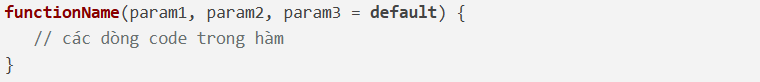 functionName(param1, param2, param3 = default) {
// các dòng code trong hàm
}